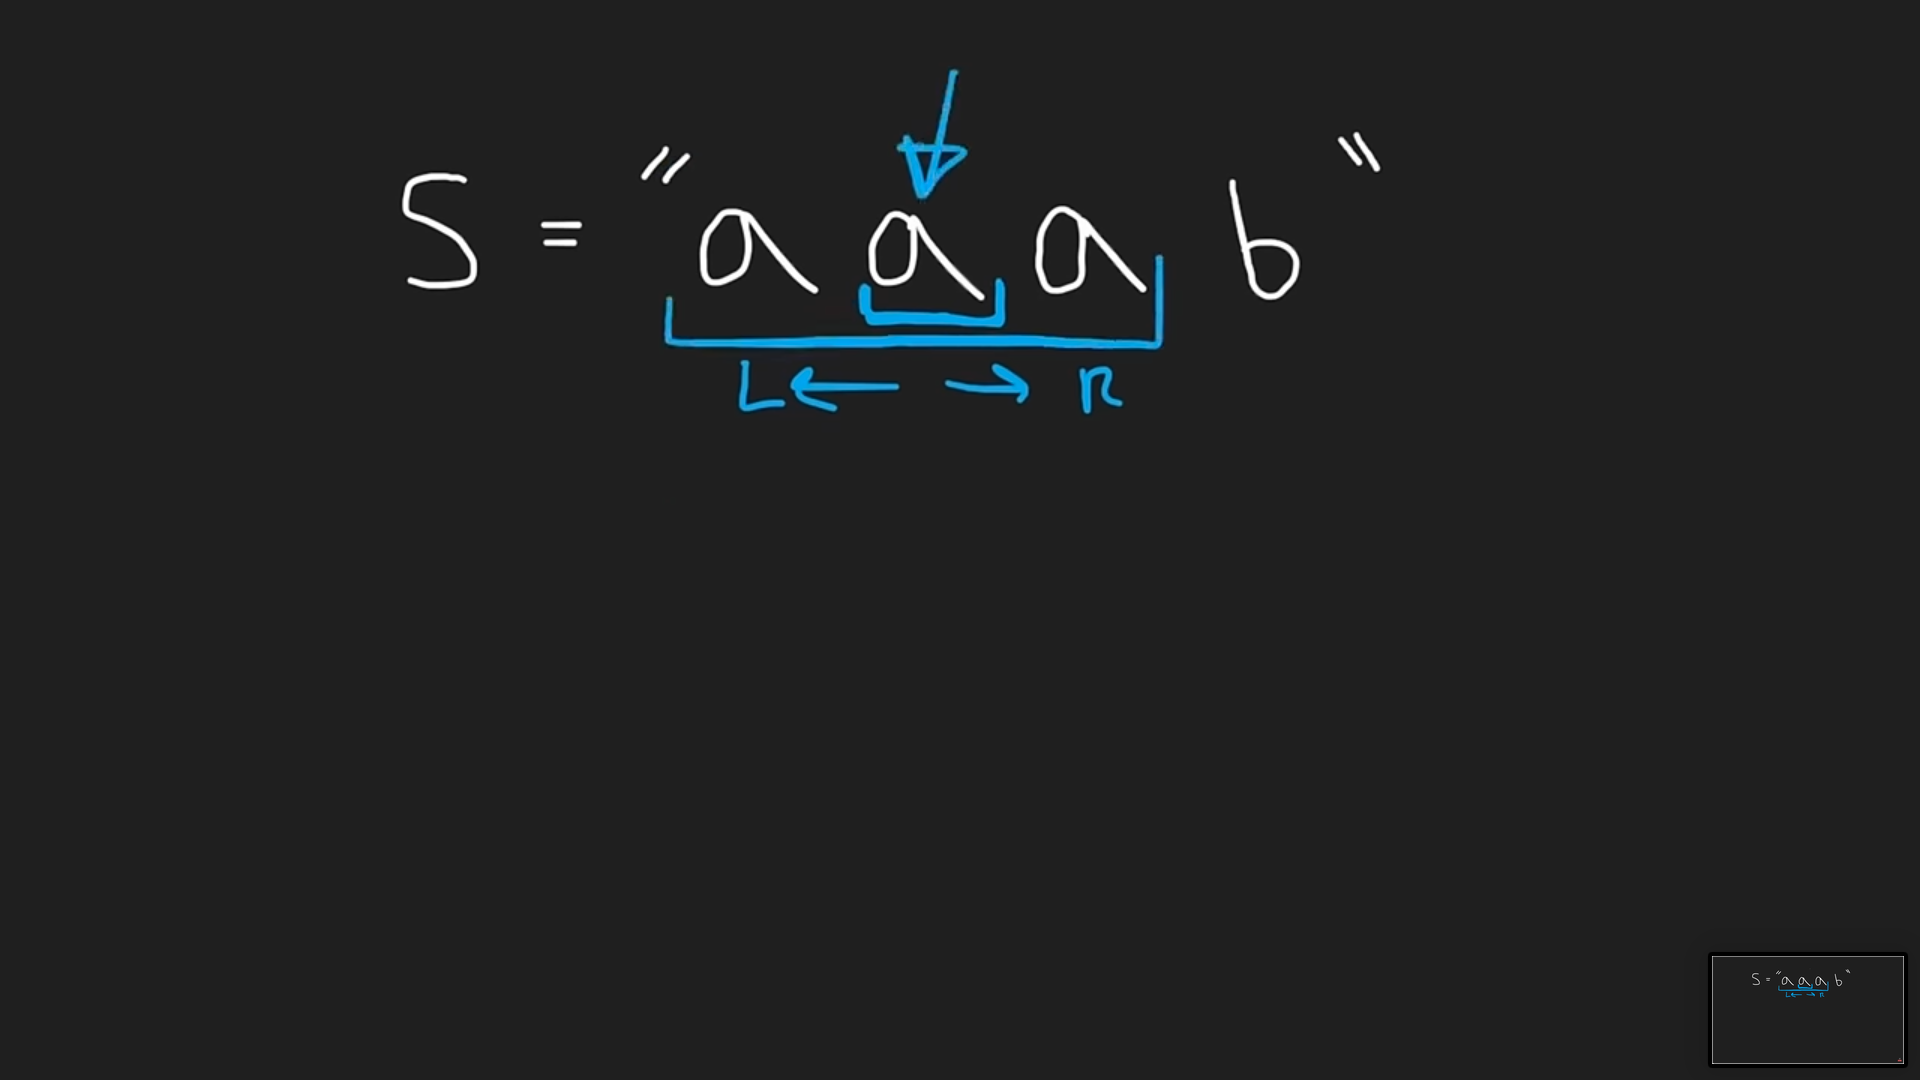 S = "a a a b"
L ← → R